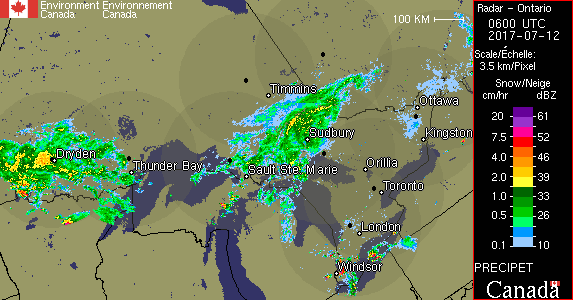 Environment Environnement
Canada Canada
100 KM
Timmins
Ottawa
Sudbury
Kingston
Dryden
Thunder Bay
Sault Ste. Marie
Orillia
Toronto
London
Windsor
Radar - Ontario
0600 UTC
2017-07-12
Scale/Échelle:
3.5 km/Pixel
Snow/Neige
cm/hr dBZ
20 61
7.5 52
4.0 46
2.0 39
1.0 33
0.5 26
0.1 10
PRECIPET
Canada